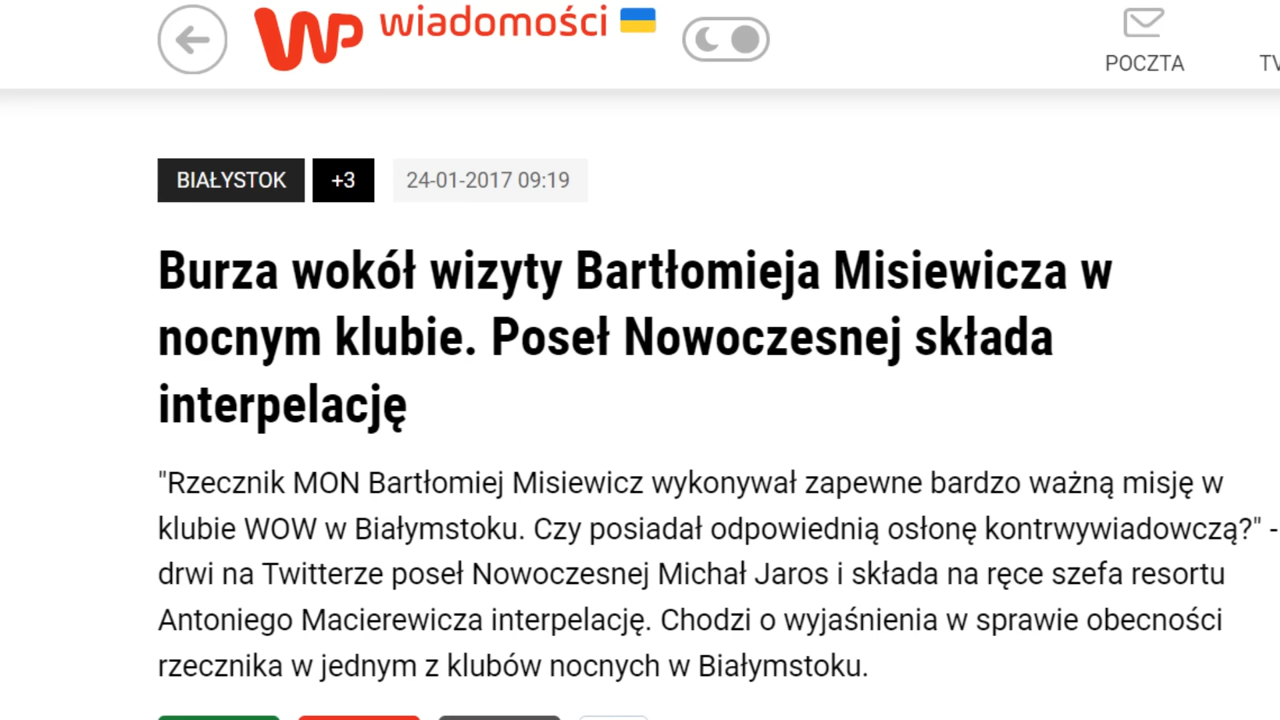 wp wiadomości
POCZTA
TV
BIAŁYSTOK +3 24-01-2017 09:19
Burza wokół wizyty Bartłomieja Misiewicza w
nocnym klubie. Poseł Nowoczesnej składa
interpelację
"Rzecznik MON Bartłomiej Misiewicz wykonywał zapewne bardzo ważną misję w
klubie WOW w Białymstoku. Czy posiadał odpowiednią osłonę kontrwywiadowczą?" -
drwi na Twitterze poseł Nowoczesnej Michał Jaros i składa na ręce szefa resortu
Antoniego Macierewicza interpelację. Chodzi o wyjaśnienia w sprawie obecności
rzecznika w jednym z klubów nocnych w Białymstoku.